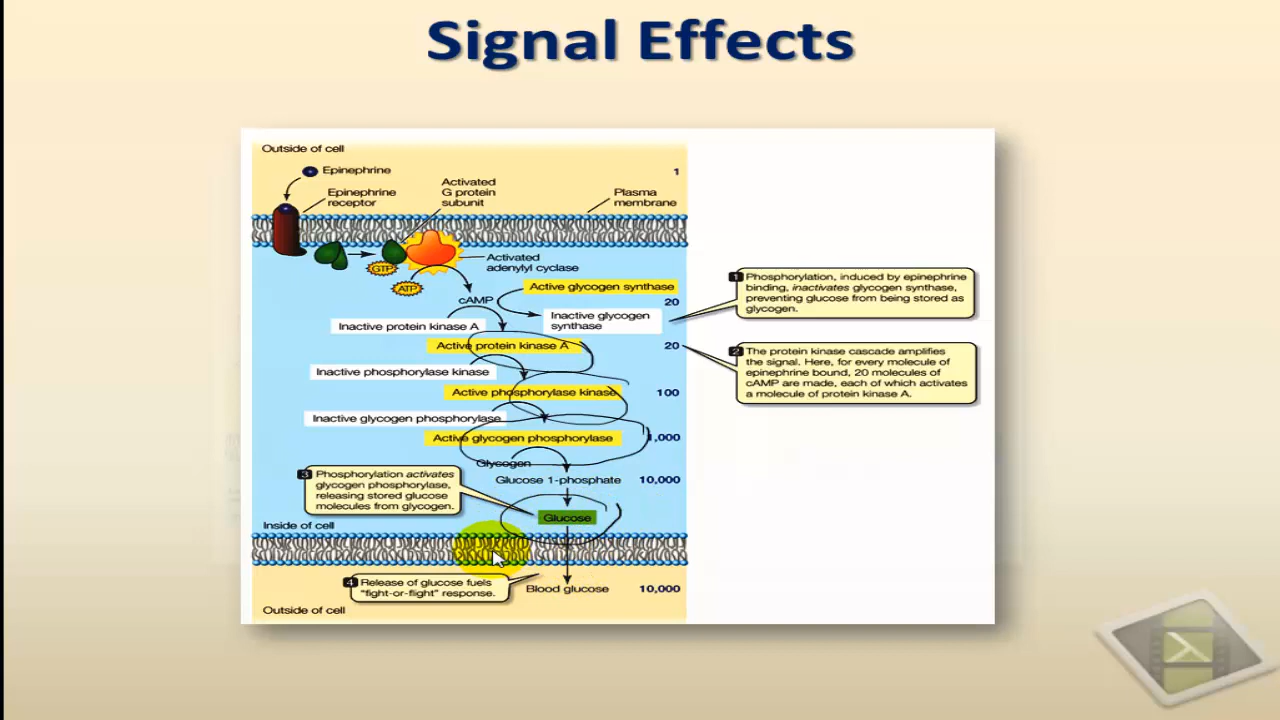 Signal Effects
Outside of cell
Epinephrine
1
Epinephrine
receptor
Activated
G protein
subunit
Plasma
membrane
GTP
Activated
adenylyl cyclase
ATP
cAMP
Active glycogen synthase
20
Inactive glycogen
synthase
1 Phosphorylation, induced by epinephrine
binding, inactivates glycogen synthase,
preventing glucose from being stored as
glycogen.
Inactive protein kinase A
Active protein kinase A
20
2 The protein kinase cascade amplifies
the signal. Here, for every molecule of
epinephrine bound, 20 molecules of
cAMP are made, each of which activates
a molecule of protein kinase A.
Inactive phosphorylase kinase
Active phosphorylase kinase
100
Inactive glycogen phosphorylase
Active glycogen phosphorylase
1,000
Glycogen
Glucose 1-phosphate
10,000
3 Phosphorylation activates
glycogen phosphorylase,
releasing stored glucose
molecules from glycogen.
Glucose
Inside of cell
4 Release of glucose fuels
"fight-or-flight" response.
Blood glucose
10,000
Outside of cell